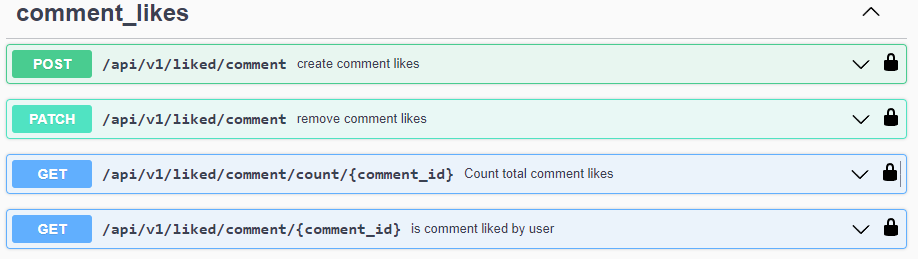 comment_likes
POST /api/v1/liked/comment create comment likes
PATCH /api/v1/liked/comment remove comment likes
GET /api/v1/liked/comment/count/{comment_id} Count total comment likes
GET /api/v1/liked/comment/{comment_id} is comment liked by user